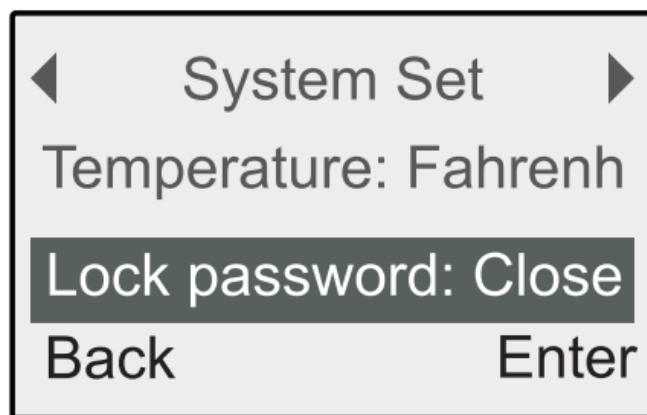 System Set
Temperature: Fahrenh
Lock password: Close
Back Enter